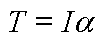 T = Iα